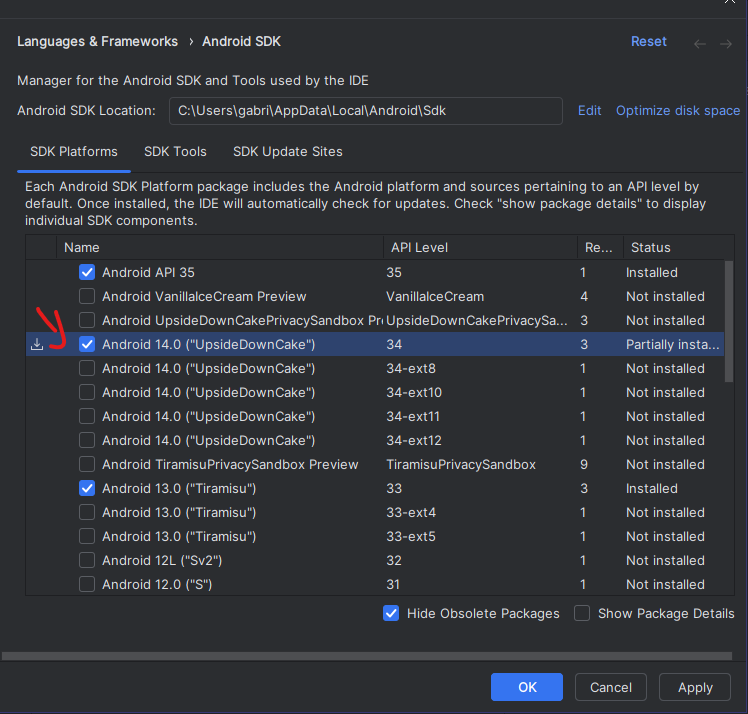 Languages & Frameworks › Android SDK Reset
Manager for the Android SDK and Tools used by the IDE
Android SDK Location: C:\Users\gabri\AppData\Local\Android\Sdk Edit Optimize disk space
SDK Platforms SDK Tools SDK Update Sites
Each Android SDK Platform package includes the Android platform and sources pertaining to an API level by
default. Once installed, the IDE will automatically check for updates. Check "show package details" to display
individual SDK components.
Name API Level Re... Status
Android API 35 35 1 Installed
Android VanillaIceCream Preview VanillaIceCream 4 Not installed
Android UpsideDownCakePrivacySandbox Pre UpsideDownCakePrivacySa... 3 Not installed
Android 14.0 ("UpsideDownCake") 34 3 Partially insta...
Android 14.0 ("UpsideDownCake") 34-ext8 1 Not installed
Android 14.0 ("UpsideDownCake") 34-ext10 1 Not installed
Android 14.0 ("UpsideDownCake") 34-ext11 1 Not installed
Android 14.0 ("UpsideDownCake") 34-ext12 1 Not installed
Android TiramisuPrivacySandbox Preview TiramisuPrivacySandbox 9 Not installed
Android 13.0 ("Tiramisu") 33 3 Installed
Android 13.0 ("Tiramisu") 33-ext4 1 Not installed
Android 13.0 ("Tiramisu") 33-ext5 1 Not installed
Android 12L ("Sv2") 32 1 Not installed
Android 12.0 ("S") 31 1 Not installed
Hide Obsolete Packages Show Package Details
OK Cancel Apply